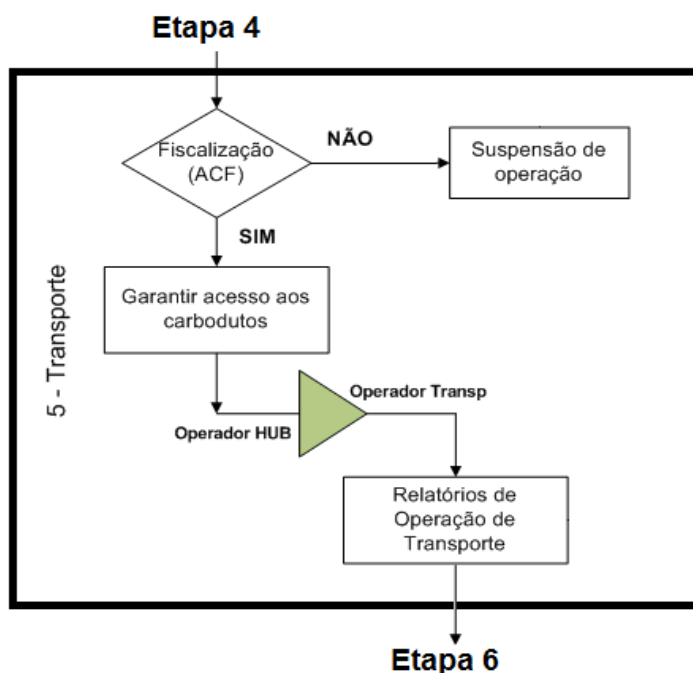 Etapa 4
Fiscalização
(ACF)
NÃO
Suspensão de
operação
SIM
5 - Transporte
Garantir acesso aos
carbodutos
Operador HUB
Operador Transp
Relatórios de
Operação de
Transporte
Etapa 6